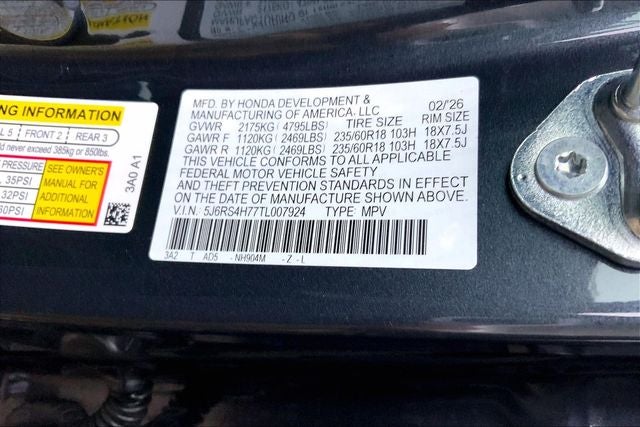 NG INFORMATION
L 5 FRONT 2 REAR 3
ld never exceed 385kg or 850lbs.
PRESSURE
35PSI
32PSI
60PSI
SEE OWNER'S
MANUAL FOR
ADDITIONAL
INFORMATION
3A0 A1
MFD. BY HONDA DEVELOPMENT &
MANUFACTURING OF AMERICA, LLC 02/'26
GVWR 2175KG ( 4795LBS) TIRE SIZE RIM SIZE
GAWR F 1120KG ( 2469LBS) 235/60R18 103H 18X7.5J
GAWR R 1120KG ( 2469LBS) 235/60R18 103H 18X7.5J
THIS VEHICLE CONFORMS TO ALL APPLICABLE
FEDERAL MOTOR VEHICLE SAFETY
AND THEFT PREVENTION STANDARDS IN EFFECT
ON THE DATE OF MANUFACTURE SHOWN ABOVE.
V.I.N.: 5J6RS4H77TL007924 TYPE: MPV
3A2 T AD5 -NH904M -Z-L